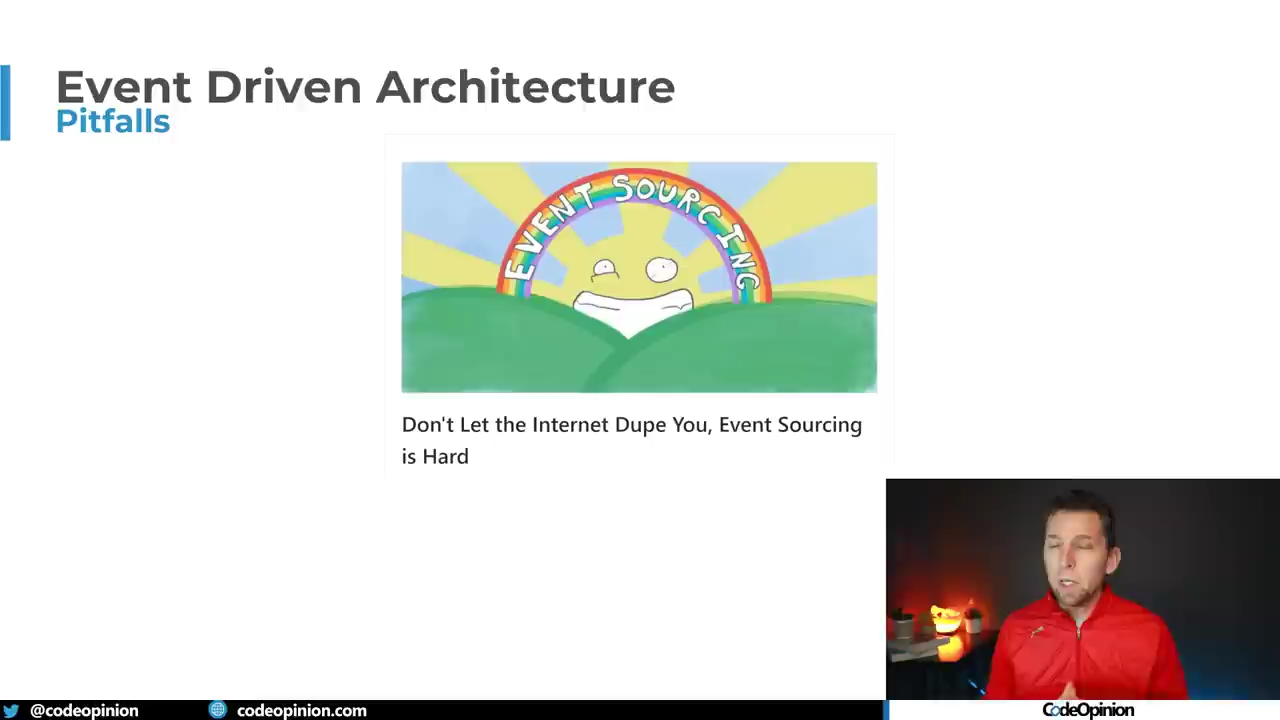 Event Driven Architecture
Pitfalls
EVENT SOURCING
Don't Let the Internet Dupe You, Event Sourcing
is Hard
@codeopinion
codeopinion.com
CodeOpinion